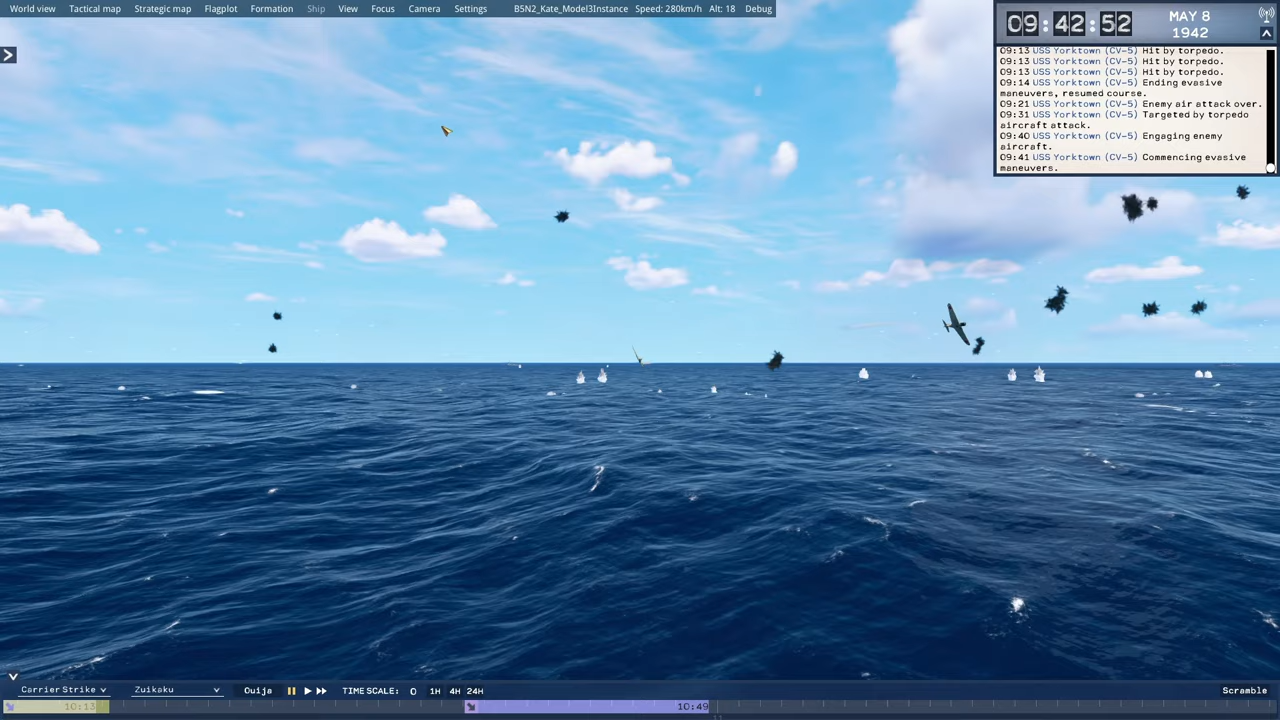 World view Tactical map Strategic map Flagplot Formation Ship View Focus Camera Settings B5N2_Kate_Model3Instance Speed: 280km/h Alt: 18 Debug
09:42:52
MAY 8
1942
09:13 USS Yorktown (CV-5) Hit by torpedo.
09:13 USS Yorktown (CV-5) Hit by torpedo.
09:13 USS Yorktown (CV-5) Hit by torpedo.
09:14 USS Yorktown (CV-5) Ending evasive
maneuvers, resumed course.
09:21 USS Yorktown (CV-5) Enemy air attack over.
09:31 USS Yorktown (CV-5) Targeted by torpedo
aircraft attack.
09:40 USS Yorktown (CV-5) Engaging enemy
aircraft.
09:41 USS Yorktown (CV-5) Commencing evasive
maneuvers.
Carrier Strike Zuikaku Ouija TIME SCALE: 0 1H 4H 24H Scramble
10:13 10:49